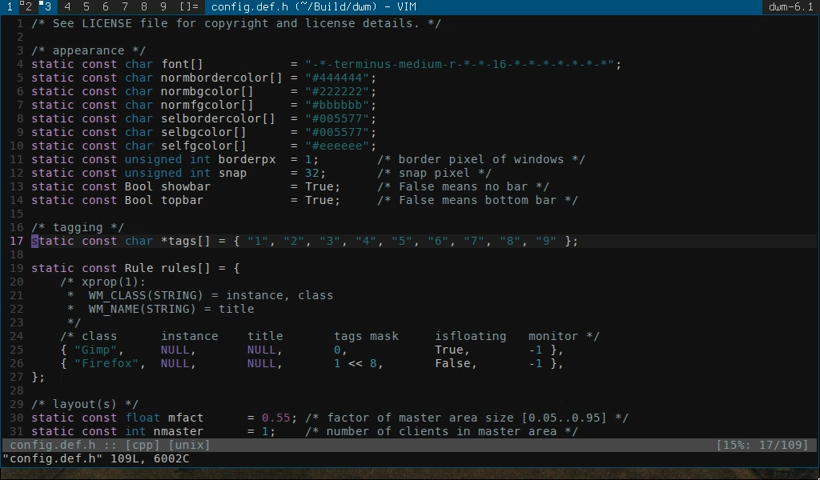 1 2 3 4 5 6 7 8 9 []= config.def.h (~/Build/dwm) - VIM dwm-6.1
1 /* See LICENSE file for copyright and license details. */
2
3 /* appearance */
4 static const char font[]            = "-*-terminus-medium-r-*-*-16-*-*-*-*-*-*-*";
5 static const char normbordercolor[] = "#444444";
6 static const char normbgcolor[]     = "#222222";
7 static const char normfgcolor[]     = "#bbbbbb";
8 static const char selbordercolor[]  = "#005577";
9 static const char selbgcolor[]      = "#005577";
10 static const char selfgcolor[]      = "#eeeeee";
11 static const unsigned int borderpx  = 1;        /* border pixel of windows */
12 static const unsigned int snap      = 32;       /* snap pixel */
13 static const Bool showbar           = True;     /* False means no bar */
14 static const Bool topbar            = True;     /* False means bottom bar */
15
16 /* tagging */
17 static const char *tags[] = { "1", "2", "3", "4", "5", "6", "7", "8", "9" };
18
19 static const Rule rules[] = {
20     /* xprop(1):
21      *  WM_CLASS(STRING) = instance, class
22      *  WM_NAME(STRING) = title
23      */
24     /* class      instance    title       tags mask     isfloating   monitor */
25     { "Gimp",     NULL,       NULL,       0,            True,        -1 },
26     { "Firefox",  NULL,       NULL,       1 << 8,       False,       -1 },
27 };
28
29 /* layout(s) */
30 static const float mfact      = 0.55; /* factor of master area size [0.05..0.95] */
31 static const int nmaster      = 1;    /* number of clients in master area */
config.def.h :: [cpp] [unix] [15%: 17/109]
"config.def.h" 109L, 6002C